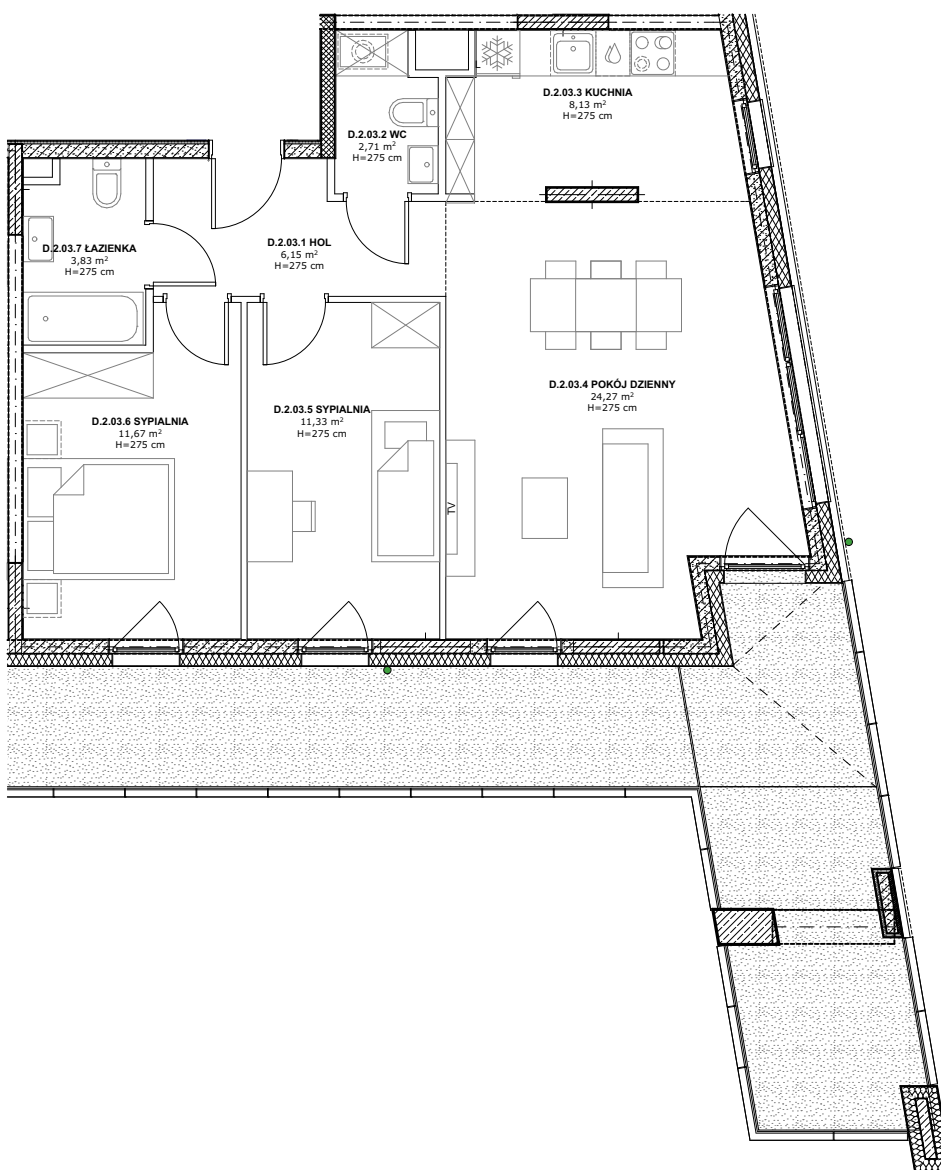 D.2.03.3 KUCHNIA
8,13 m²
H=275 cm
D.2.03.2 WC
2,71 m²
H=275 cm
D.2.03.1 HOL
6,15 m²
H=275 cm
D.2.03.7 ŁAZIENKA
3,83 m²
H=275 cm
D.2.03.4 POKÓJ DZIENNY
24,27 m²
H=275 cm
D.2.03.5 SYPIALNIA
11,33 m²
H=275 cm
D.2.03.6 SYPIALNIA
11,67 m²
H=275 cm
TV